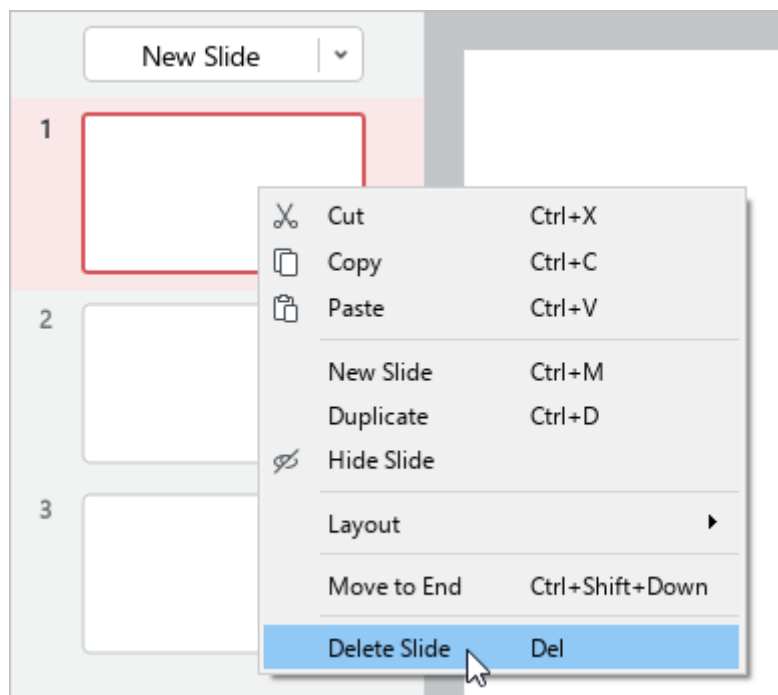 New Slide
1
Cut Ctrl+X
Copy Ctrl+C
Paste Ctrl+V
2
New Slide Ctrl+M
Duplicate Ctrl+D
Hide Slide
3
Layout
Move to End Ctrl+Shift+Down
Delete Slide Del